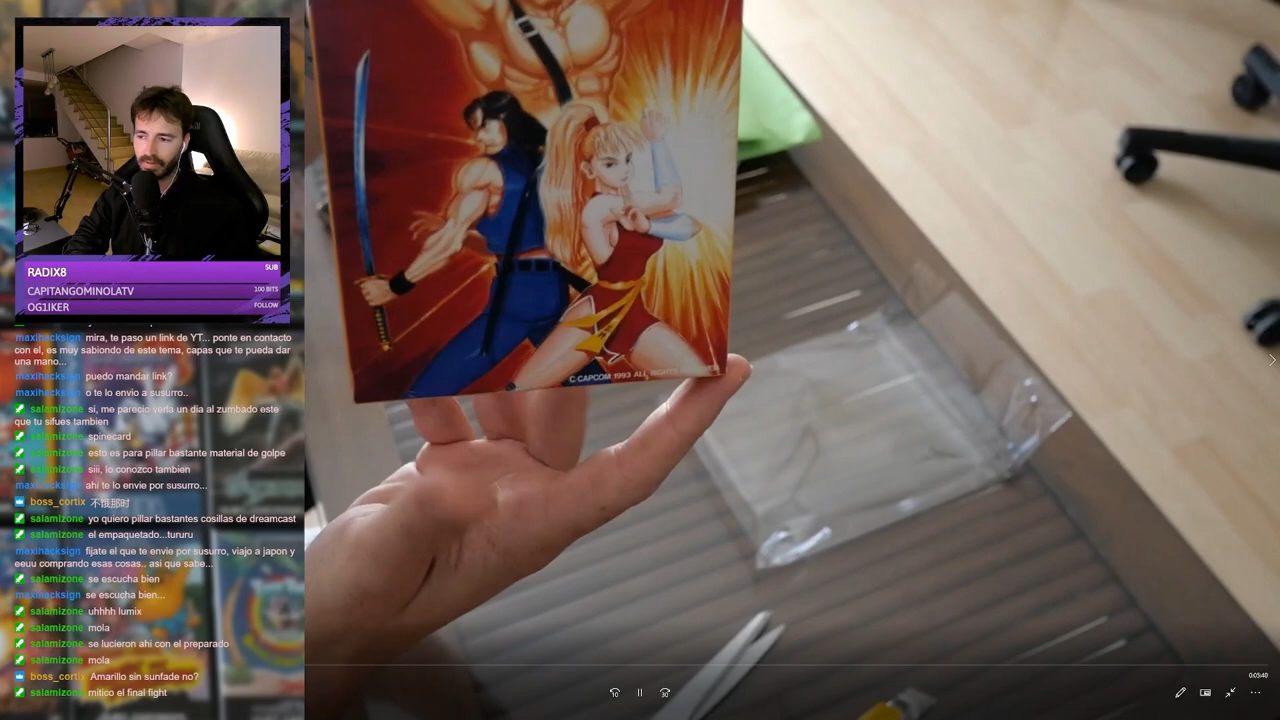 RADIX8
SUB
CAPITANGOMINOLATV
100 BITS
OG1IKER
FOLLOW
maxihacksign mira, te paso un link de YT... ponte en contacto
con el, es muy sabiondo de este tema, capas que te pueda dar
una mano...
maxihacksign puedo mandar link?
maxihacksign o te lo envio a susurro..
salamizone si, me parecio verla un dia al zumbado este
que tu sifues tambien
salamizone spinecard
salamizone esto es para pillar bastante material de golpe
salamizone siii, lo conozco tambien
maxihacksign ahi te lo envie por susurro...
boss_cortix 不饿那时
salamizone yo quiero pillar bastantes cosillas de dreamcast
salamizone el empaquetado...tururu
maxihacksign fijate el que te envie por susurro, viajo a japon y
eeuu comprando esas cosas.. asi que sabe...
salamizone se escucha bien
maxihacksign se escucha bien...
salamizone uhhhh lumix
salamizone mola
salamizone se lucieron ahi con el preparado
salamizone mola
boss_cortix Amarillo sin sunfade no?
salamizone mitico el final fight
C CAPCOM 1993 ALL RIGHTS
0:05:40
10
30